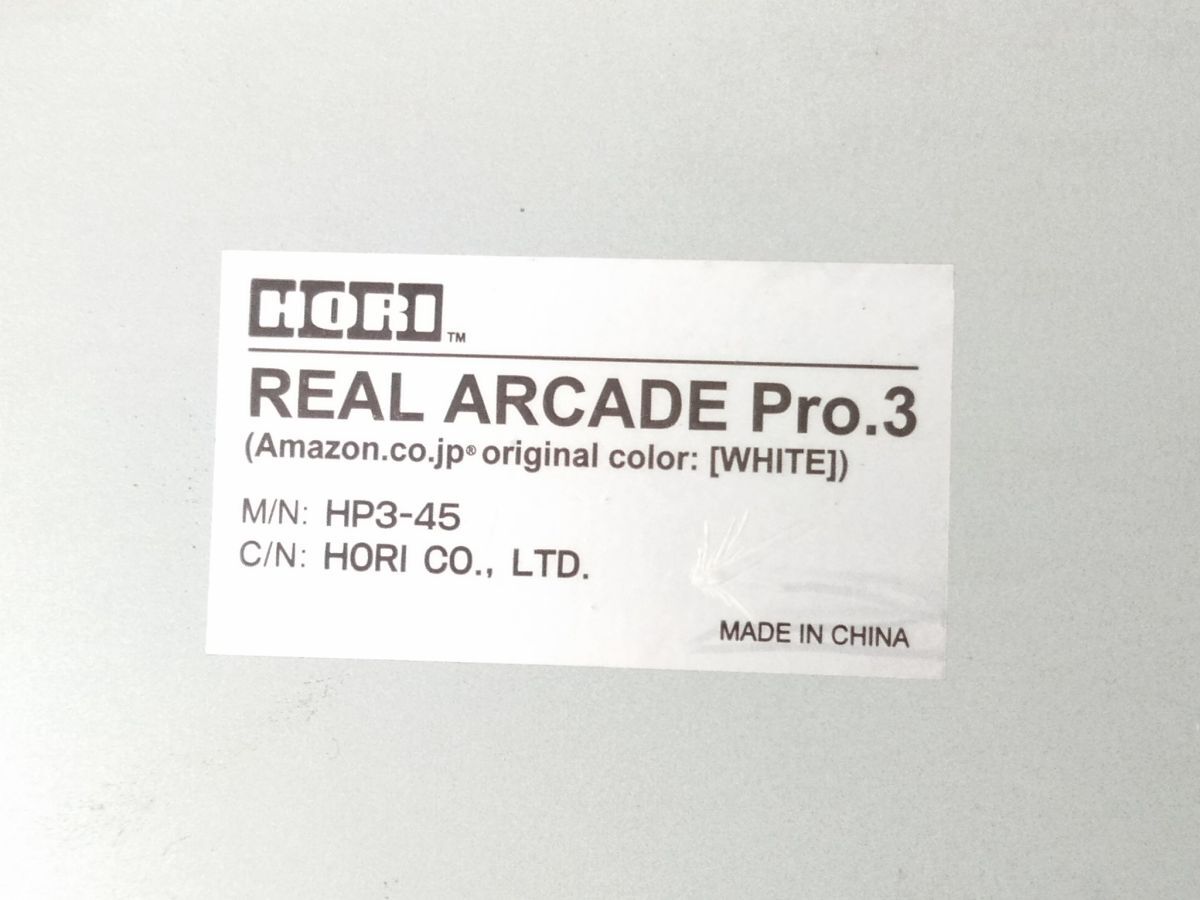 HORI™
REAL ARCADE Pro.3
(Amazon.co.jp® original color: [WHITE])
M/N: HP3-45
C/N: HORI CO., LTD.
MADE IN CHINA